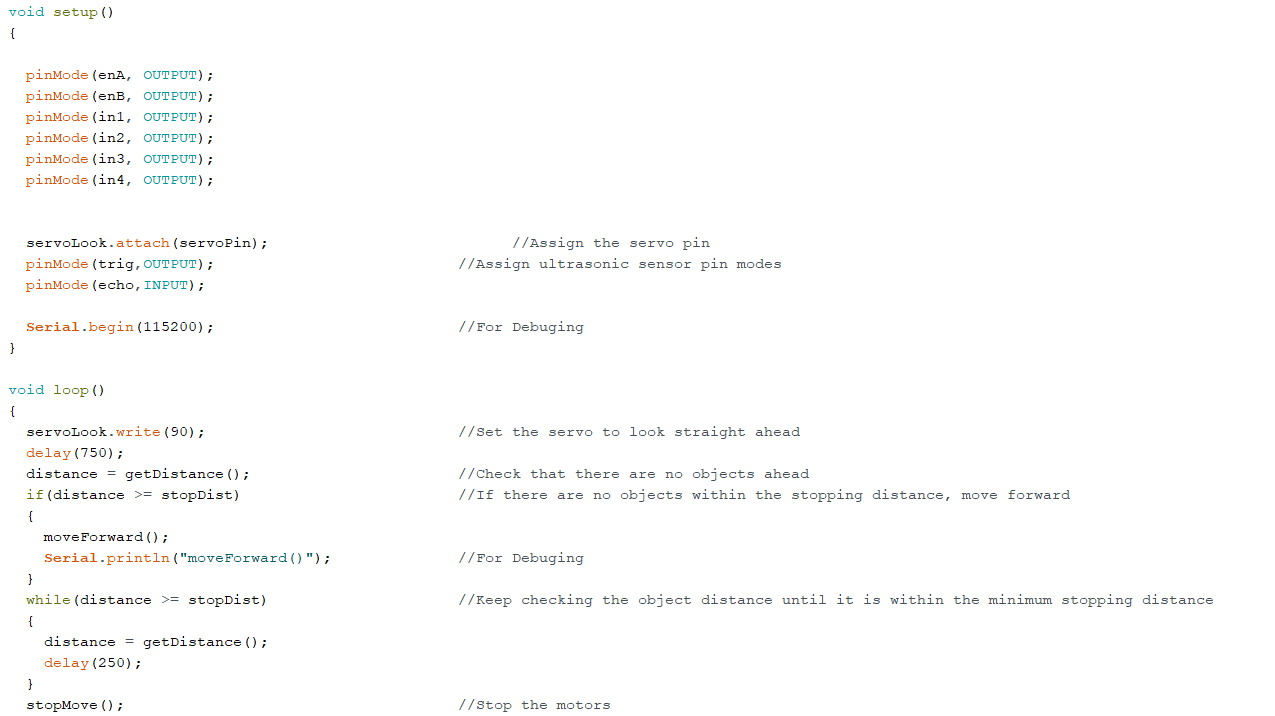 void setup()
{
pinMode(enA, OUTPUT);
pinMode(enB, OUTPUT);
pinMode(in1, OUTPUT);
pinMode(in2, OUTPUT);
pinMode(in3, OUTPUT);
pinMode(in4, OUTPUT);
servoLook.attach(servoPin); //Assign the servo pin
pinMode(trig,OUTPUT); //Assign ultrasonic sensor pin modes
pinMode(echo,INPUT);
Serial.begin(115200); //For Debuging
}
void loop()
{
servoLook.write(90); //Set the servo to look straight ahead
delay(750);
distance = getDistance(); //Check that there are no objects ahead
if(distance >= stopDist) //If there are no objects within the stopping distance, move forward
{
moveForward();
Serial.println("moveForward()"); //For Debuging
}
while(distance >= stopDist) //Keep checking the object distance until it is within the minimum stopping distance
{
distance = getDistance();
delay(250);
}
stopMove(); //Stop the motors